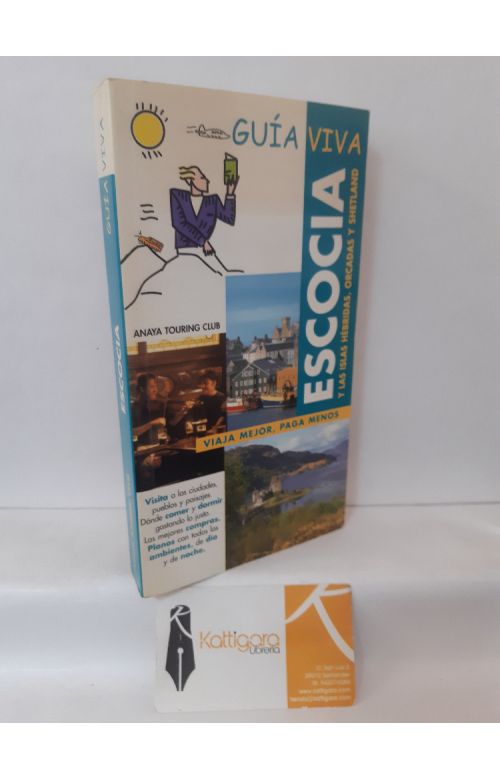 GUÍA VIVA
ESCOCIA
Y LAS ISLAS HÉBRIDAS, ORCADAS Y SHETLAND
ANAYA TOURING CLUB
VIAJA MEJOR, PAGA MENOS
Visita a las ciudades,
pueblos y paisajes.
Dónde comer y dormir
gastando lo justo.
Las mejores compras.
Planos con todos los
ambientes, de día
y de noche.
GUÍA VIVA
ESCOCIA
Kattigara
Librería
www.kattigara.com